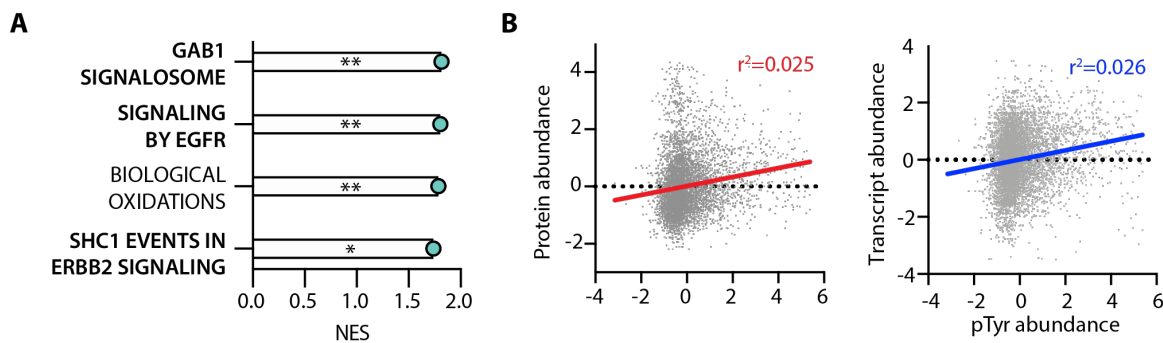 A
GAB1
SIGNALOSOME
**
SIGNALING
BY EGFR
**
BIOLOGICAL
OXIDATIONS
**
SHC1 EVENTS IN
ERBB2 SIGNALING
*
0.0 0.5 1.0 1.5 2.0
NES
B
r²=0.025
Protein abundance
4
2
0
-2
-4 -2 0 2 4 6
r²=0.026
Transcript abundance
4
2
0
-2
-4
-4 -2 0 2 4 6
pTyr abundance